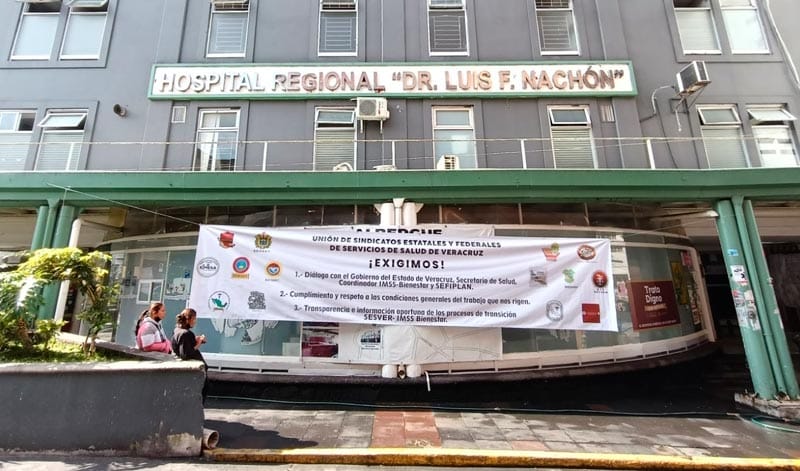 HOSPITAL REGIONAL "DR. LUIS F. NACHÓN"
ALBERGUE
UNIÓN DE SINDICATOS ESTATALES Y FEDERALES
DE SERVICIOS DE SALUD DE VERACRUZ
¡EXIGIMOS!
1.- Diáloga con el Gobierno del Estado de Veracruz, Secretario de Salud,
Coordinador IMSS-Bienestar y SEFIPLAN.
2.- Cumplimiento y respeto a las condiciones generales del trabajo que nos rigen.
3.- Transparencia e información oportuna de los procesos de transición
SESVER- IMSS Bienestar.
Trato
Digno